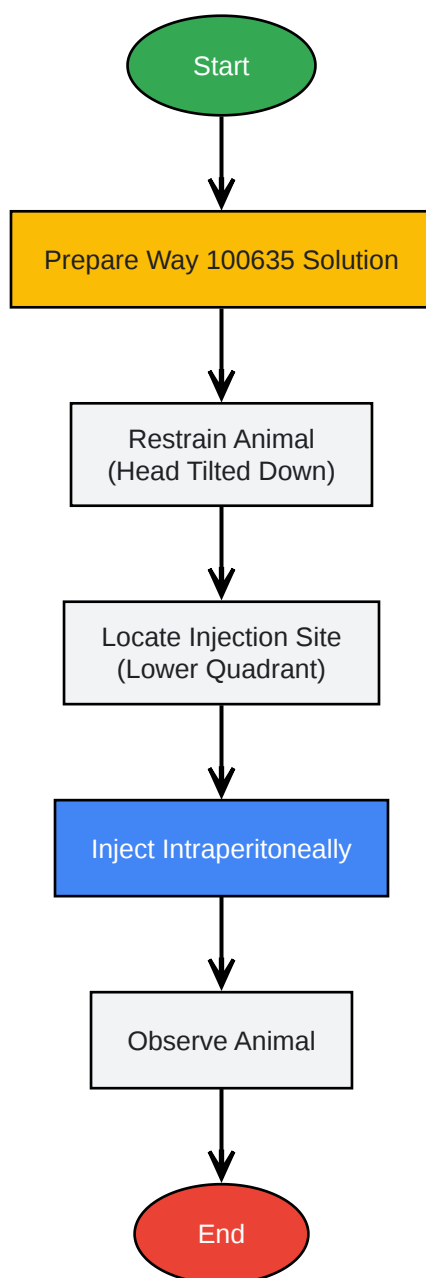 Start
Prepare Way 100635 Solution
Restrain Animal
(Head Tilted Down)
Locate Injection Site
(Lower Quadrant)
Inject Intraperitoneally
Observe Animal
End